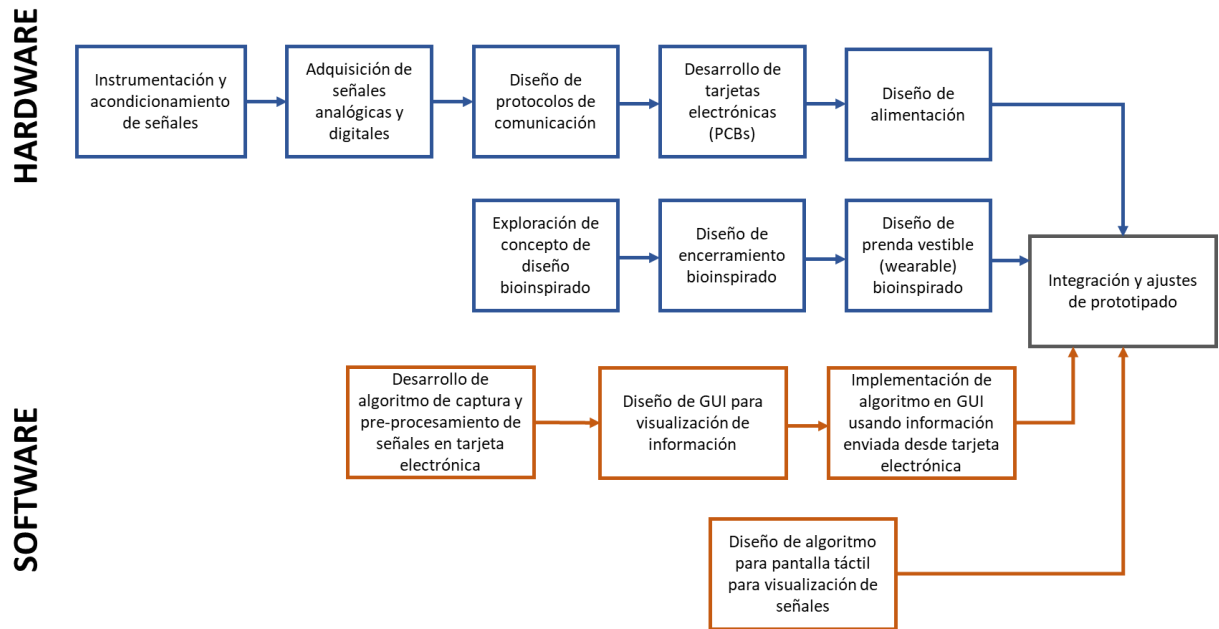 HARDWARE
Instrumentación y
acondicionamiento
de señales
Adquisición de
señales
analógicas y
digitales
Diseño de
protocolos de
comunicación
Desarrollo de
tarjetas
electrónicas
(PCBs)
Diseño de
alimentación
Exploración de
concepto de
diseño
bioinspirado
Diseño de
encerramiento
bioinspirado
Diseño de
prenda vestible
(wearable)
bioinspirado
Integración y ajustes
de prototipado
SOFTWARE
Desarrollo de
algoritmo de captura y
pre-procesamiento de
señales en tarjeta
electrónica
Diseño de GUI para
visualización de
información
Implementación de
algoritmo en GUI
usando información
enviada desde tarjeta
electrónica
Diseño de algoritmo
para pantalla táctil
para visualización de
señales